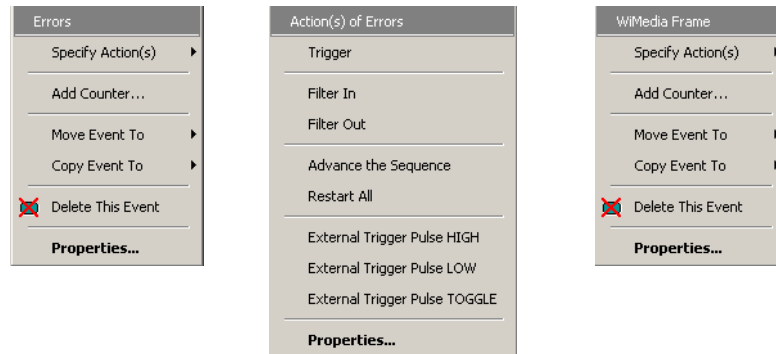 Errors
Specify Action(s)
Add Counter...
Move Event To
Copy Event To
Delete This Event
Properties...
Action(s) of Errors
Trigger
Filter In
Filter Out
Advance the Sequence
Restart All
External Trigger Pulse HIGH
External Trigger Pulse LOW
External Trigger Pulse TOGGLE
Properties...
WiMedia Frame
Specify Action(s)
Add Counter...
Move Event To
Copy Event To
Delete This Event
Properties...